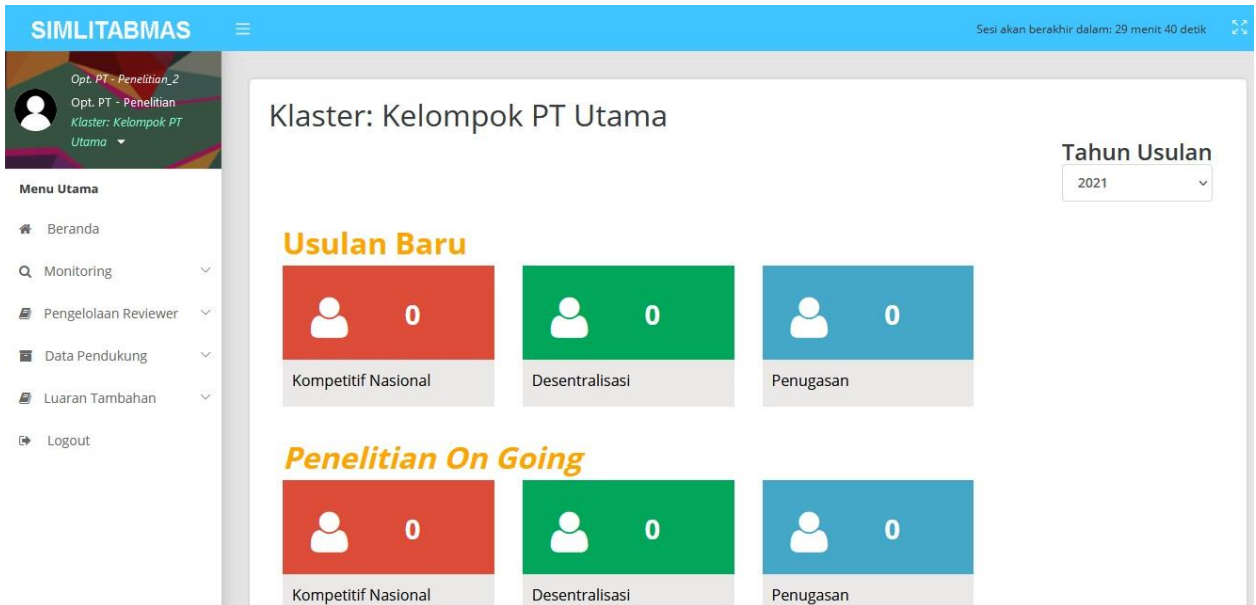 SIMLITABMAS
Sesi akan berakhir dalam: 29 menit 40 detik
Opt. PT - Penelitian_2
Opt. PT - Penelitian
Klaster: Kelompok PT
Utama
Menu Utama
Beranda
Monitoring
Pengelolaan Reviewer
Data Pendukung
Luaran Tambahan
Logout
Klaster: Kelompok PT Utama
Tahun Usulan
2021
Usulan Baru
0
0
0
Kompetitif Nasional
Desentralisasi
Penugasan
Penelitian On Going
0
0
0
Kompetitif Nasional
Desentralisasi
Penugasan